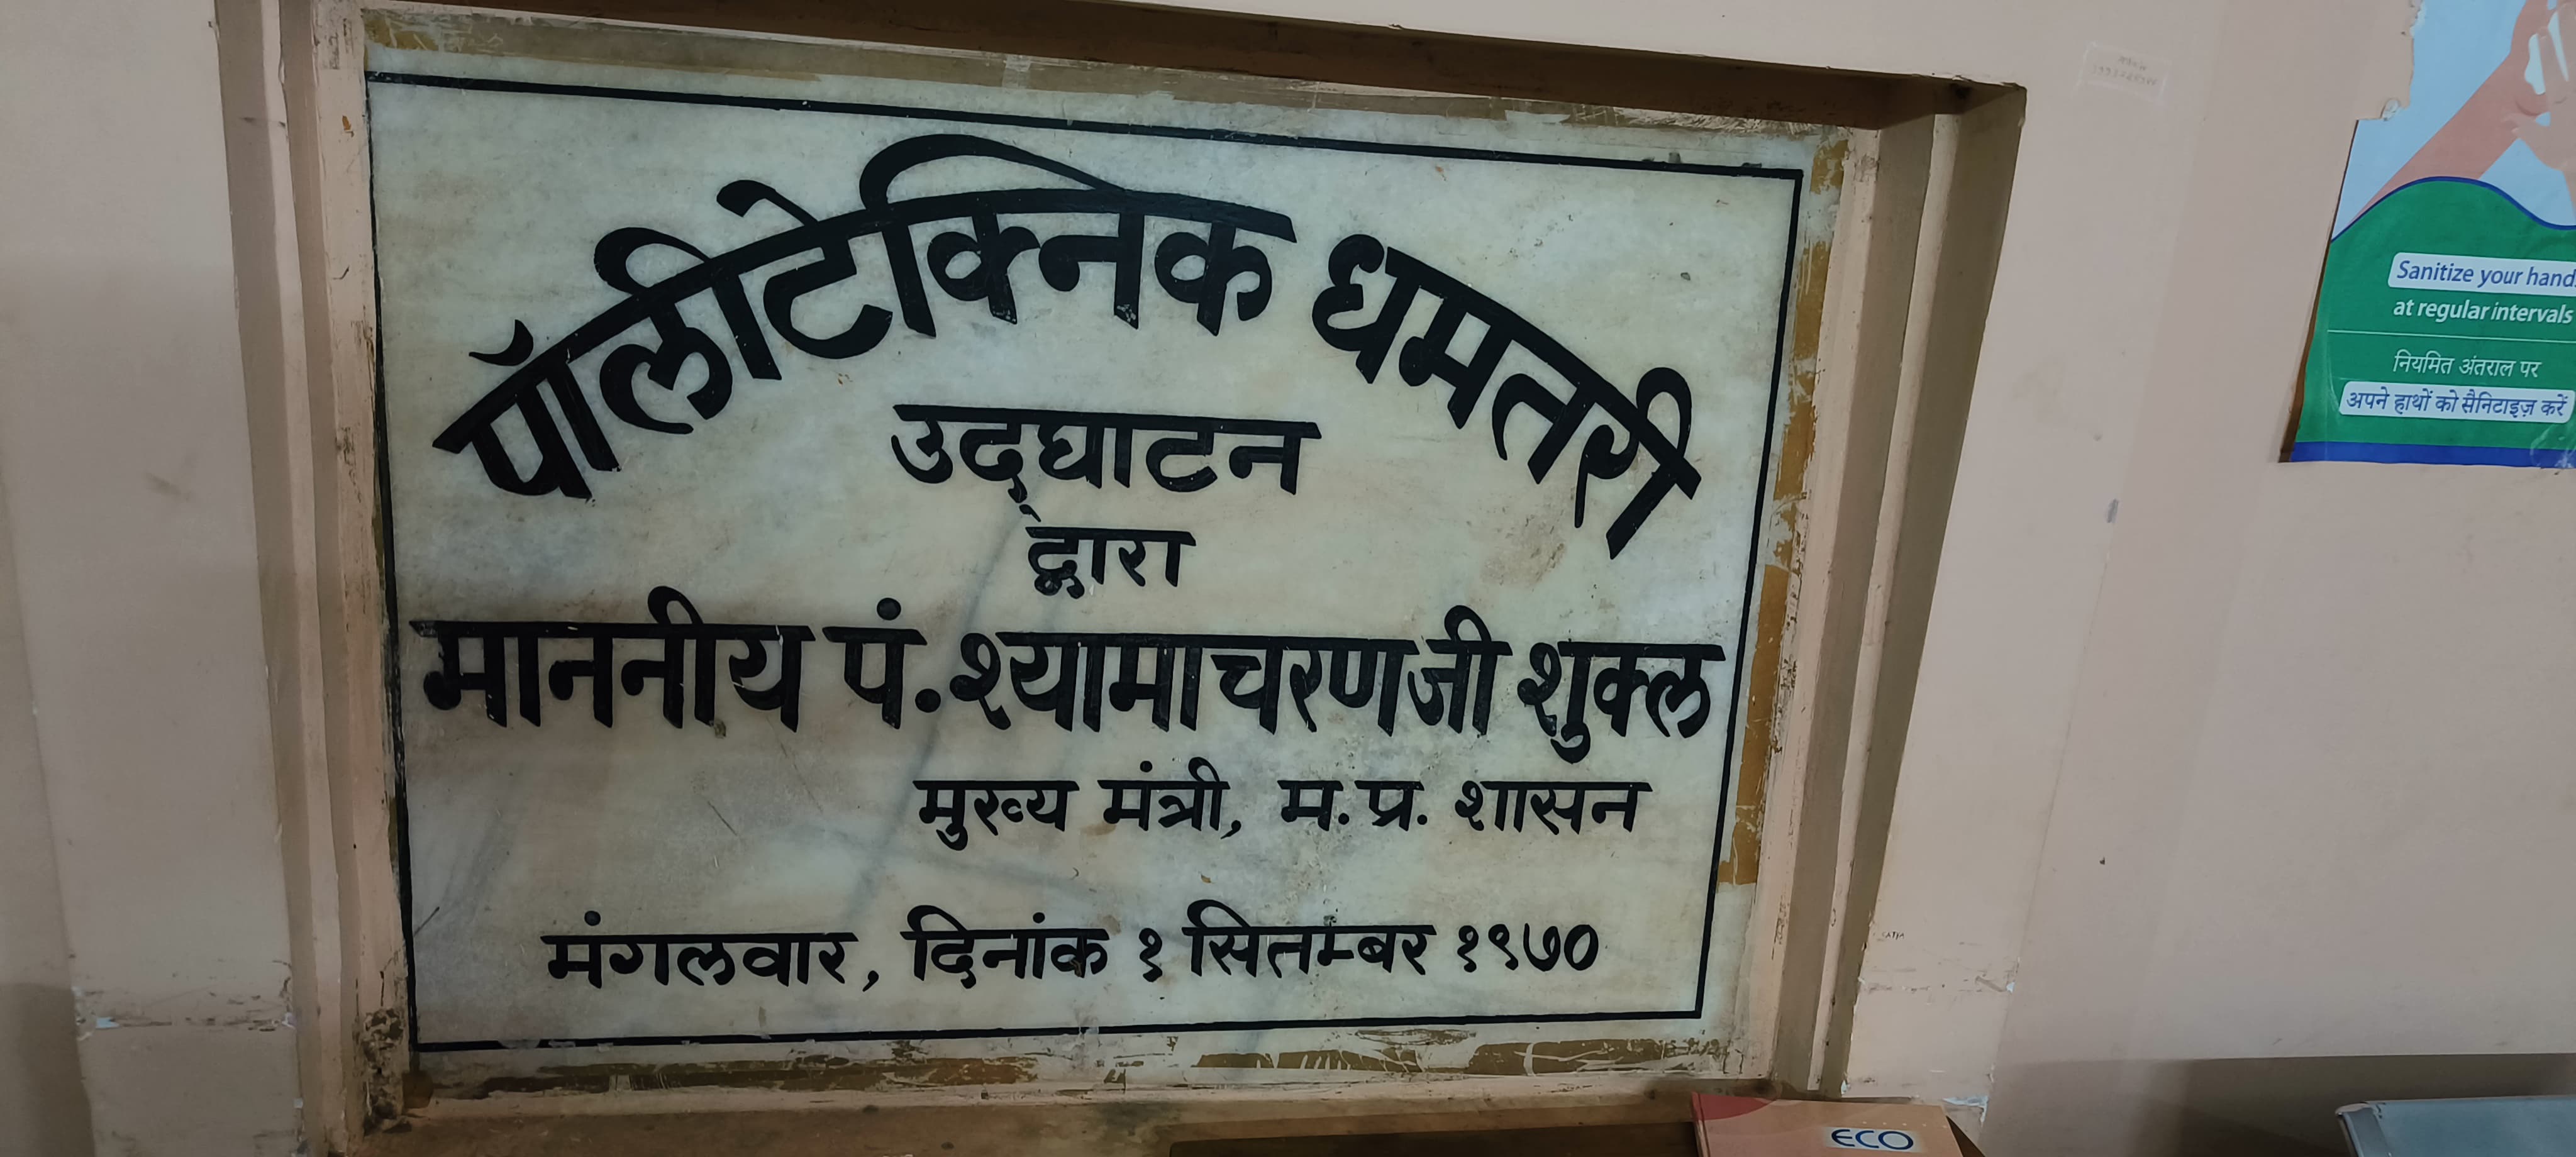 पॉलीटेक्निक धमतरी
उद्घाटन
द्वारा
माननीय पं. श्यामाचरणजी शुक्ल
मुख्य मंत्री, म. प्र. शासन
मंगलवार, दिनांक १ सितम्बर १९७०
Sanitize your hand
at regular intervals
नियमित अंतराल पर
अपने हाथों को सैनिटाइज़ करें
ECO